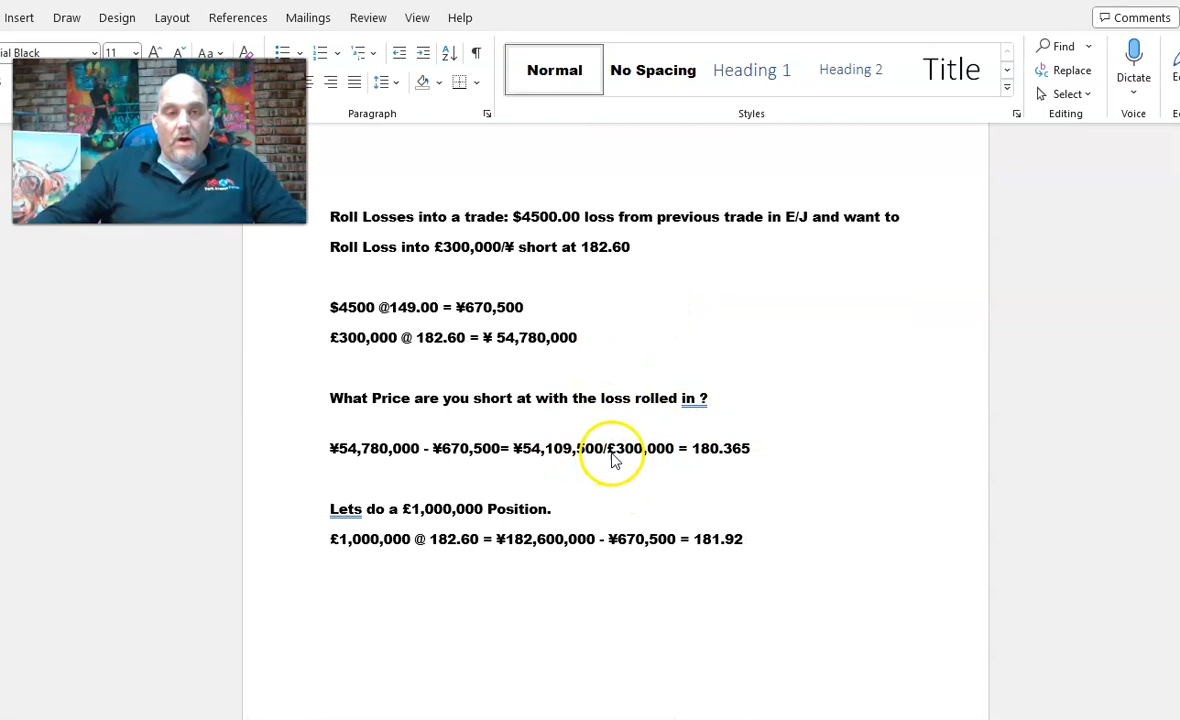 Insert Draw Design Layout References Mailings Review View Help Comments
ial Black 11 Aa Normal No Spacing Heading 1 Heading 2 Title Find Replace Select Dictate
Paragraph Styles Editing Voice
Roll Losses into a trade: $4500.00 loss from previous trade in E/J and want to
Roll Loss into £300,000/¥ short at 182.60
$4500 @149.00 = ¥670,500
£300,000 @ 182.60 = ¥ 54,780,000
What Price are you short at with the loss rolled in ?
¥54,780,000 - ¥670,500= ¥54,109,500/£300,000 = 180.365
Lets do a £1,000,000 Position.
£1,000,000 @ 182.60 = ¥182,600,000 - ¥670,500 = 181.92